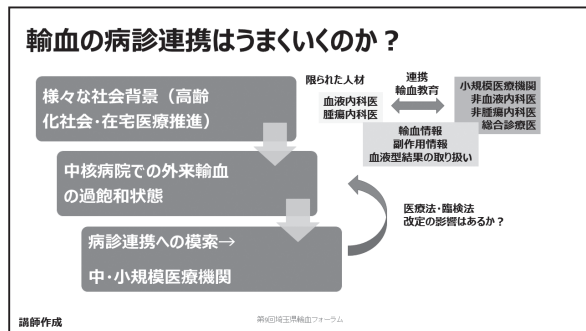 輸血の病診連携はうまくいくのか？
様々な社会背景（高齢
化社会・在宅医療推進）
中核病院での外来輸血
の過飽和状態
病診連携への模索→
中・小規模医療機関
限られた人材
血液内科医
腫瘍内科医
連携
輸血教育
小規模医療機関
非血液内科医
非腫瘍内科医
総合診療医
輸血情報
副作用情報
血液型結果の取り扱い
医療法・臨検法
改定の影響はあるか？
講師作成
第9回埼玉県輸血フォーラム